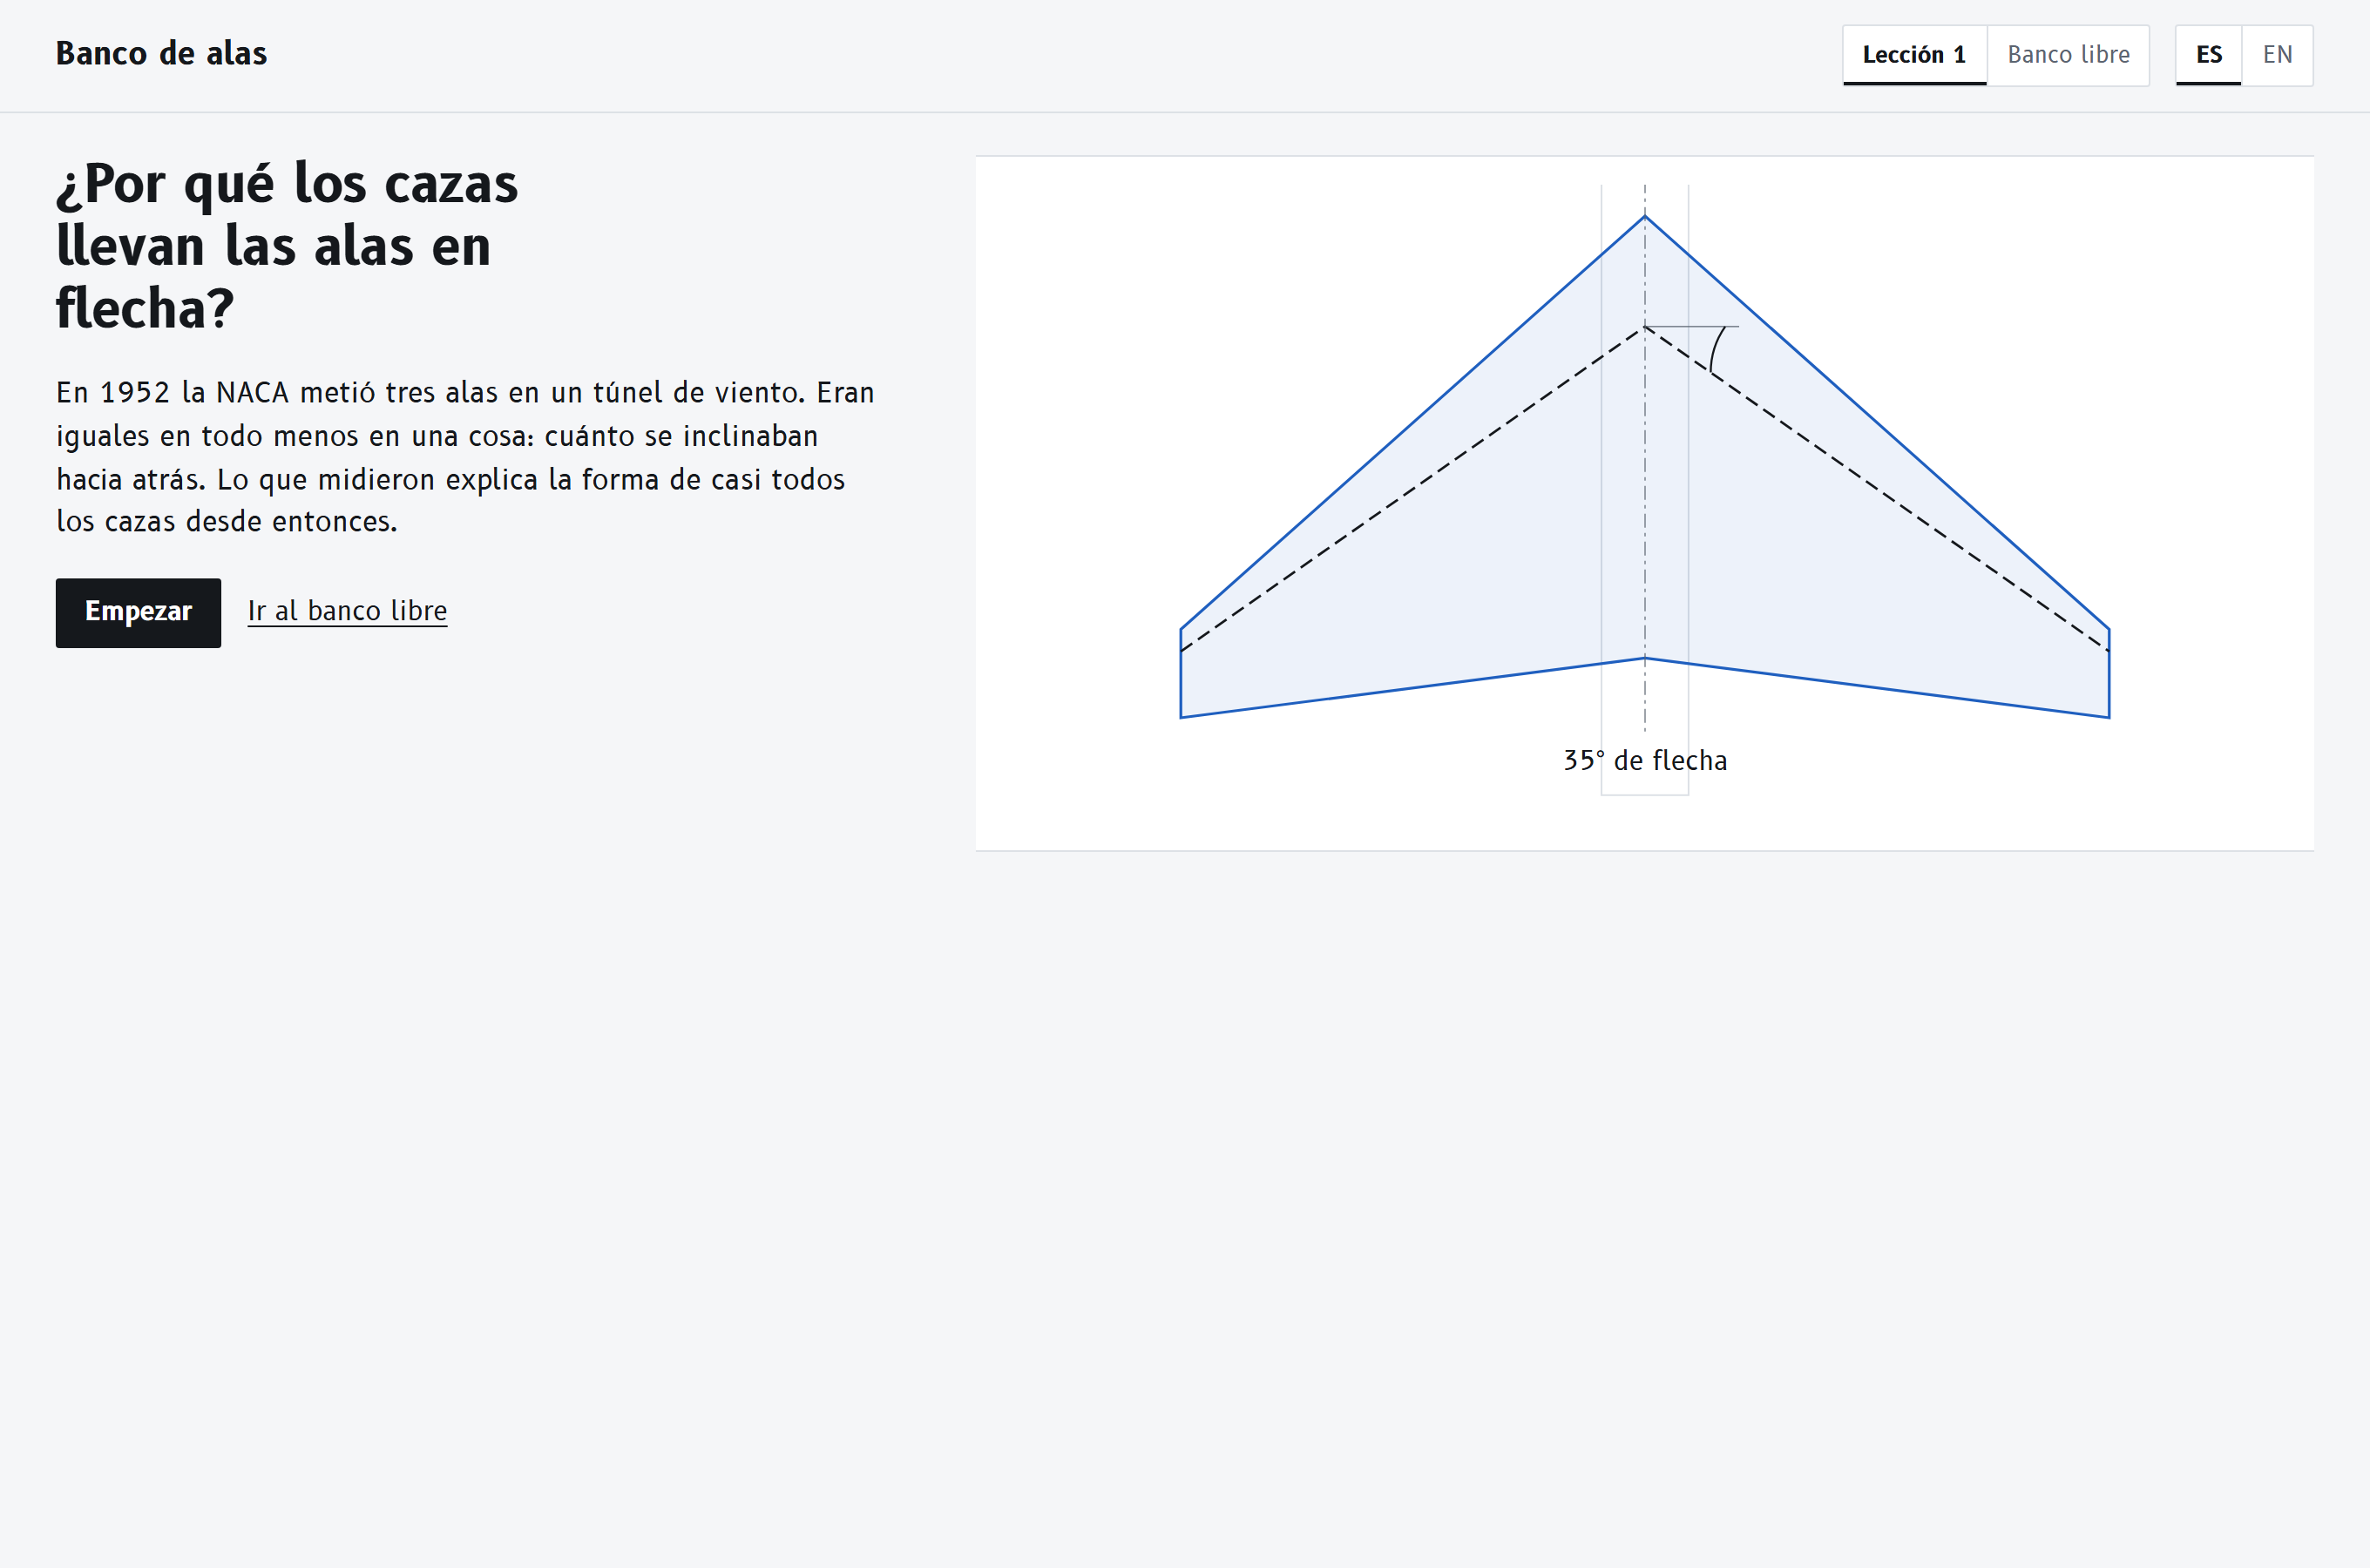 Banco de alas
Lección 1
Banco libre
ES
EN
¿Por qué los cazas
llevan las alas en
flecha?
En 1952 la NACA metió tres alas en un túnel de viento. Eran
iguales en todo menos en una cosa: cuánto se inclinaban
hacia atrás. Lo que midieron explica la forma de casi todos
los cazas desde entonces.
Empezar
Ir al banco libre
35° de flecha